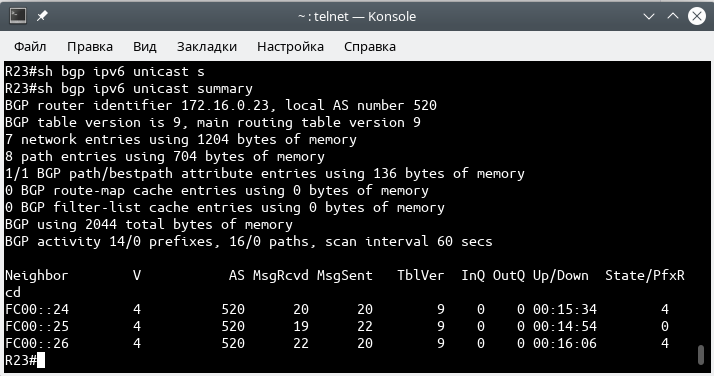 ~ : telnet — Konsole
Файл Правка Вид Закладки Настройка Справка
R23#sh bgp ipv6 unicast s
R23#sh bgp ipv6 unicast summary
BGP router identifier 172.16.0.23, local AS number 520
BGP table version is 9, main routing table version 9
7 network entries using 1204 bytes of memory
8 path entries using 704 bytes of memory
1/1 BGP path/bestpath attribute entries using 136 bytes of memory
0 BGP route-map cache entries using 0 bytes of memory
0 BGP filter-list cache entries using 0 bytes of memory
BGP using 2044 total bytes of memory
BGP activity 14/0 prefixes, 16/0 paths, scan interval 60 secs
Neighbor        V           AS MsgRcvd MsgSent   TblVer  InQ OutQ Up/Down  State/PfxR
cd
FC00::24        4          520      20      20        9    0    0 00:15:34        4
FC00::25        4          520      19      22        9    0    0 00:14:54        0
FC00::26        4          520      22      20        9    0    0 00:16:06        4
R23#